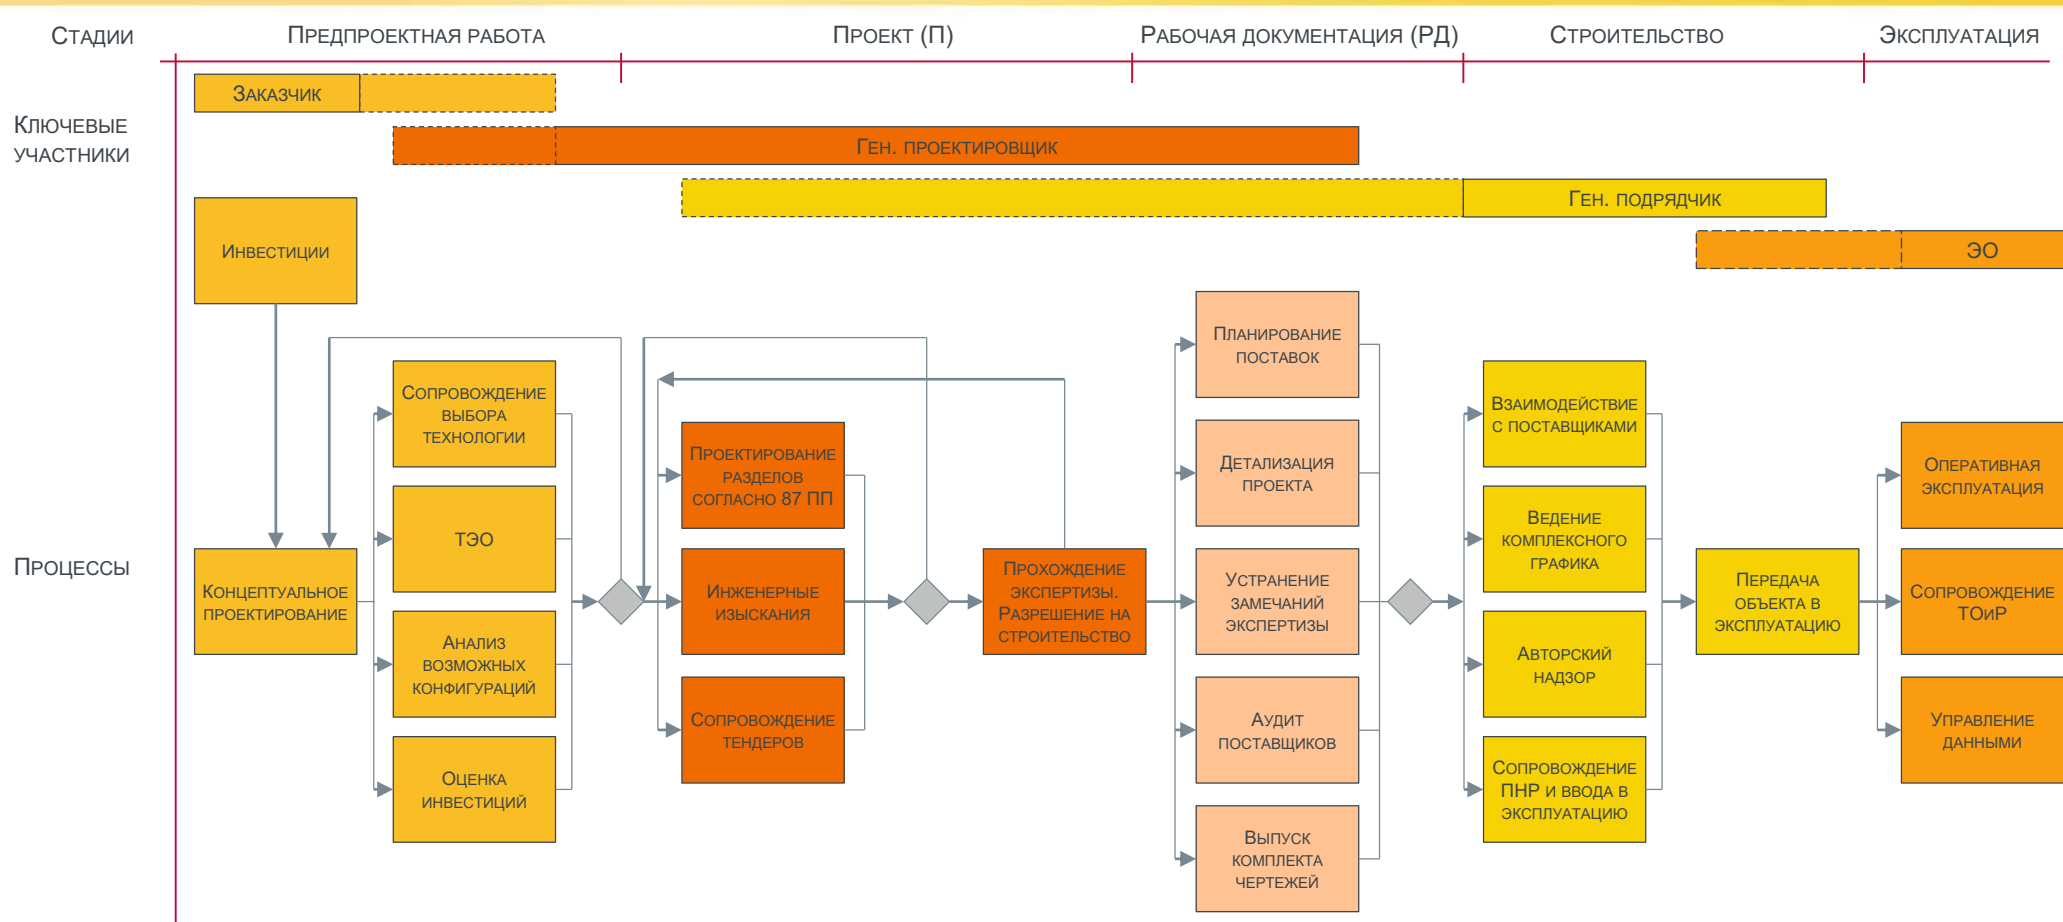 Стадии
Предпроектная работа
Проект (П)
Рабочая документация (РД)
Строительство
Эксплуатация
Ключевые
участники
Заказчик
Ген. проектировщик
Ген. подрядчик
ЭО
Процессы
Инвестиции
Концептуальное
проектирование
Сопровождение
выбора
технологии
ТЭО
Анализ
возможных
конфигураций
Оценка
инвестиций
Проектирование
разделов
согласно 87 ПП
Инженерные
изыскания
Сопровождение
тендеров
Прохождение
экспертизы.
Разрешение на
строительство
Планирование
поставок
Детализация
проекта
Устранение
замечаний
экспертизы
Аудит
поставщиков
Выпуск
комплекта
чертежей
Взаимодействие
с поставщиками
Ведение
комплексного
графика
Авторский
надзор
Сопровождение
ПНР и ввода в
эксплуатацию
Передача
объекта в
эксплуатацию
Оперативная
эксплуатация
Сопровождение
ТОиР
Управление
данными